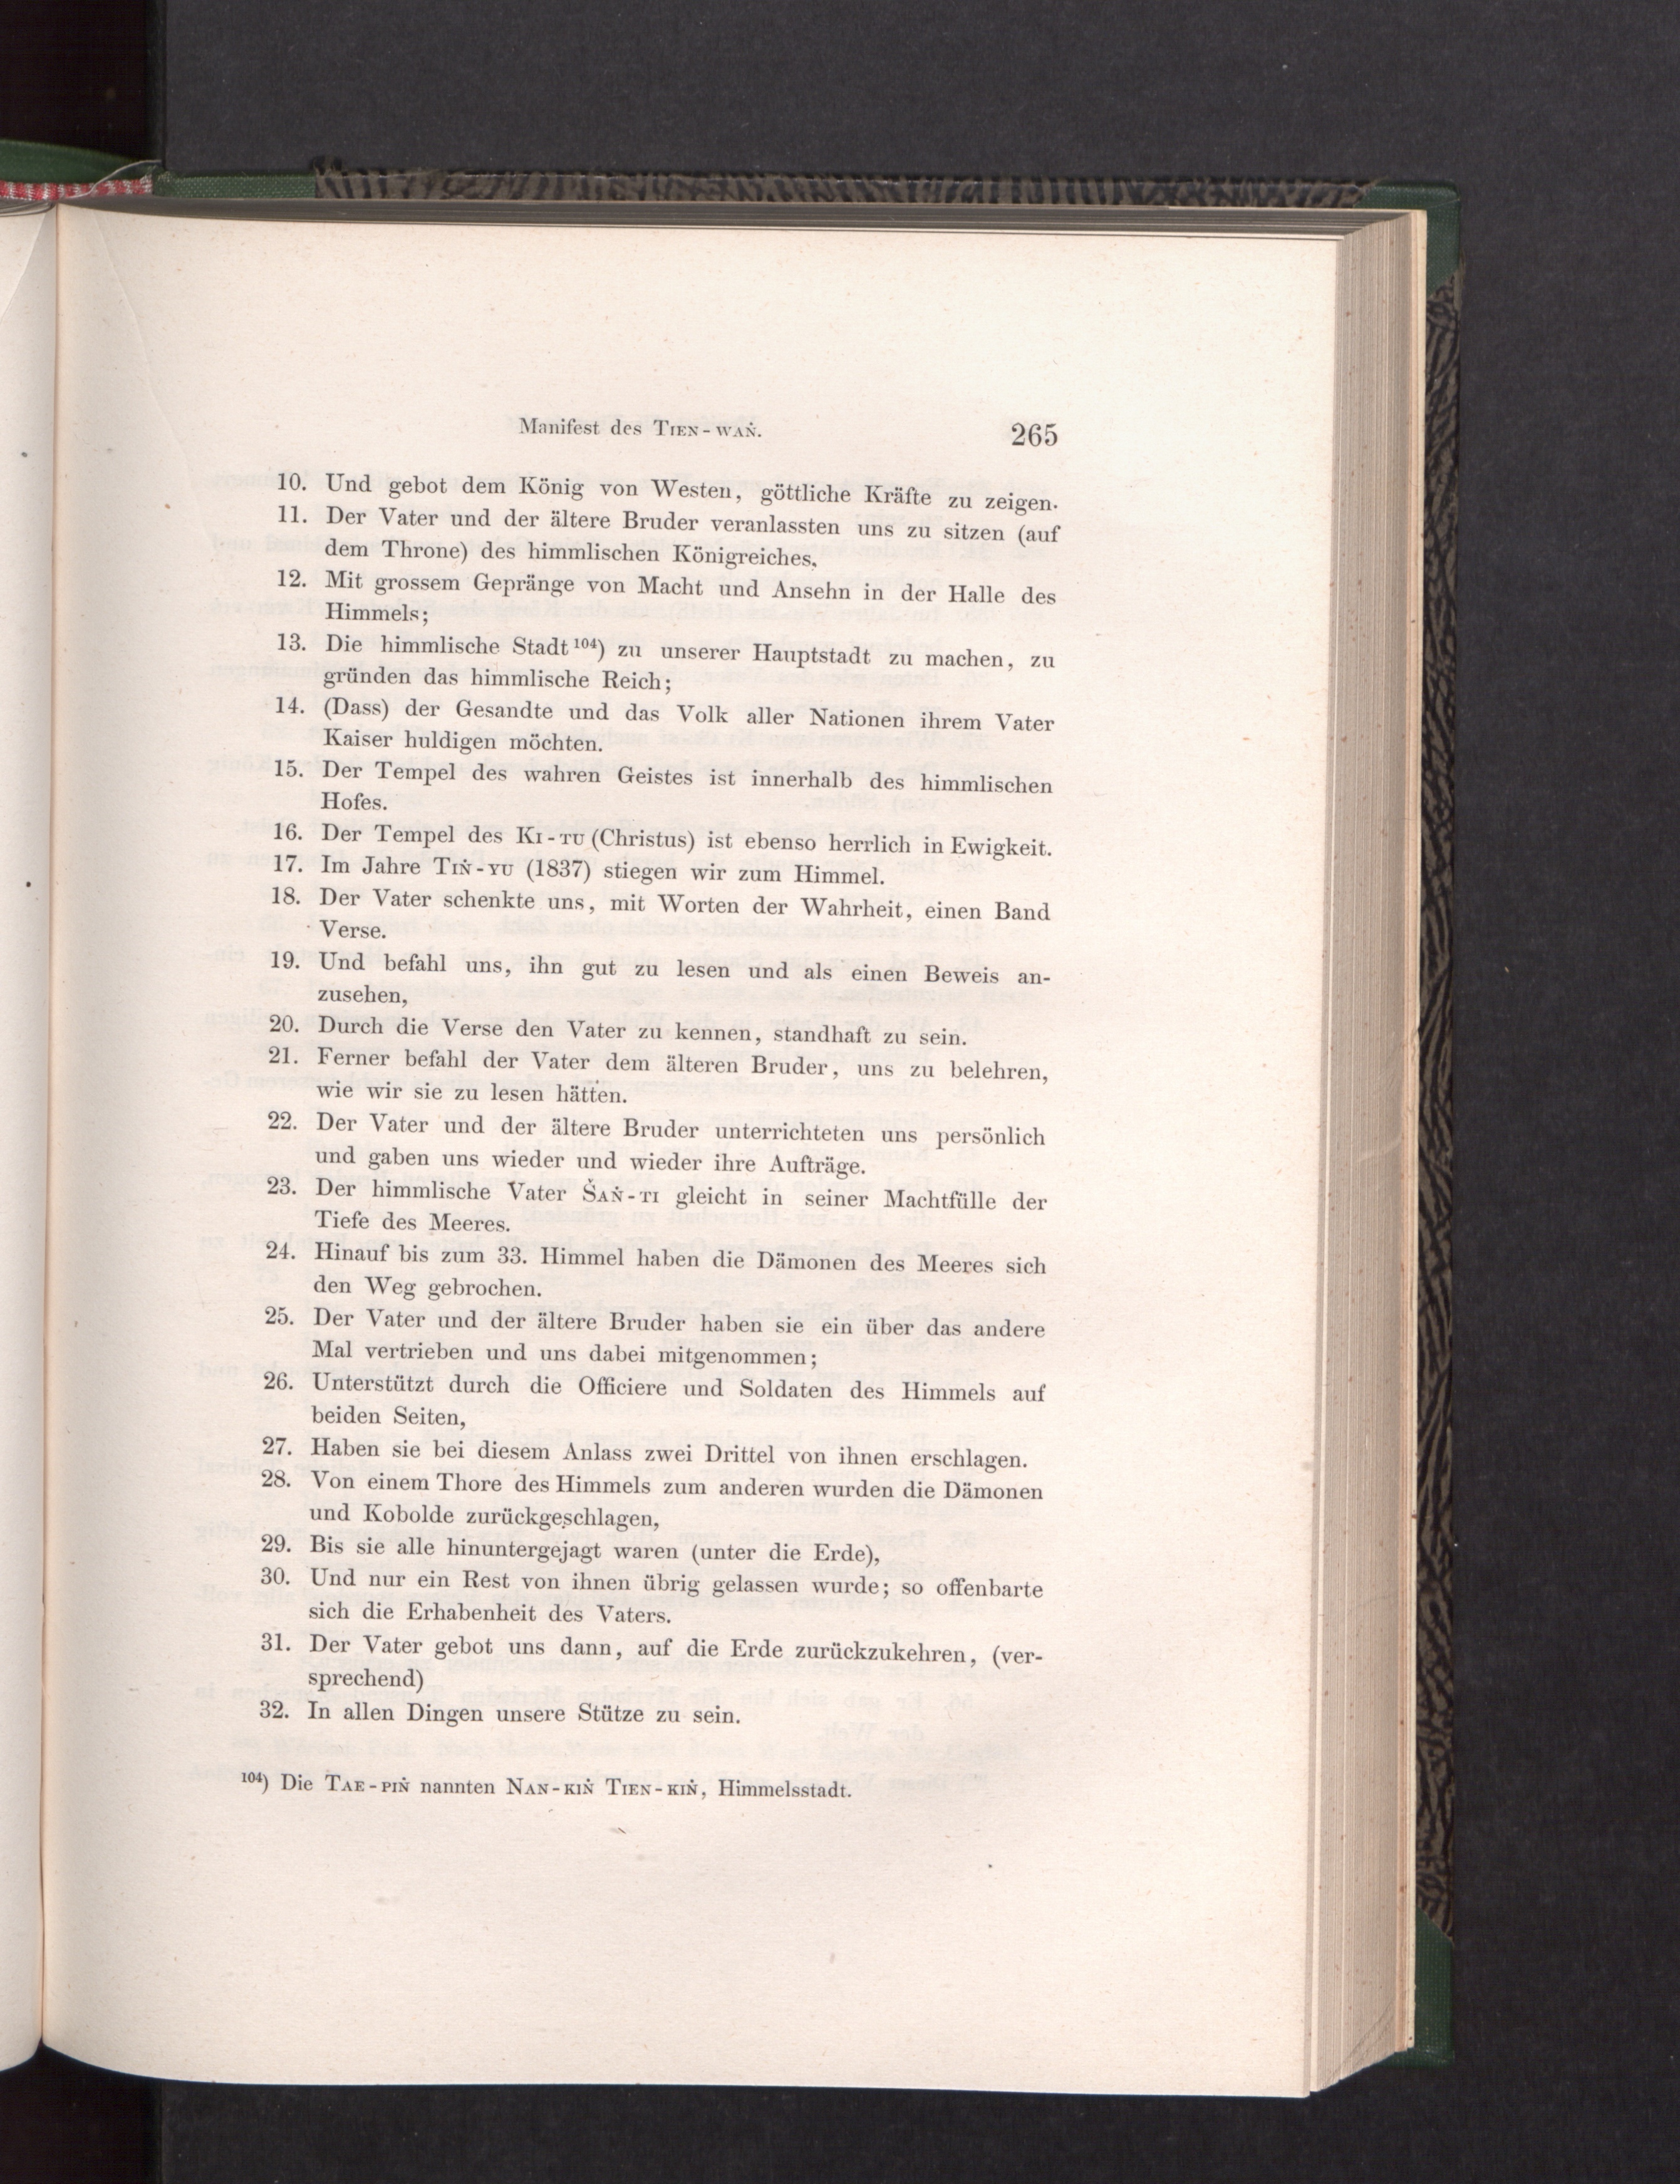 Manifest des Tien-wań. 265
10. Und gebot dem König von Westen, göttliche Kräfte zu zeigen.
11. Der Vater und der ältere Bruder veranlassten uns zu sitzen (auf
dem Throne) des himmlischen Königreiches,
12. Mit grossem Gepränge von Macht und Ansehn in der Halle des
Himmels;
13. Die himmlische Stadt¹⁰⁴) zu unserer Hauptstadt zu machen, zu
gründen das himmlische Reich;
14. (Dass) der Gesandte und das Volk aller Nationen ihrem Vater
Kaiser huldigen möchten.
15. Der Tempel des wahren Geistes ist innerhalb des himmlischen
Hofes.
16. Der Tempel des Ki-tu (Christus) ist ebenso herrlich in Ewigkeit.
17. Im Jahre Tiṅ-yu (1837) stiegen wir zum Himmel.
18. Der Vater schenkte uns, mit Worten der Wahrheit, einen Band
Verse.
19. Und befahl uns, ihn gut zu lesen und als einen Beweis an-
zusehen,
20. Durch die Verse den Vater zu kennen, standhaft zu sein.
21. Ferner befahl der Vater dem älteren Bruder, uns zu belehren,
wie wir sie zu lesen hätten.
22. Der Vater und der ältere Bruder unterrichteten uns persönlich
und gaben uns wieder und wieder ihre Aufträge.
23. Der himmlische Vater Šaṅ-ti gleicht in seiner Machtfülle der
Tiefe des Meeres.
24. Hinauf bis zum 33. Himmel haben die Dämonen des Meeres sich
den Weg gebrochen.
25. Der Vater und der ältere Bruder haben sie ein über das andere
Mal vertrieben und uns dabei mitgenommen;
26. Unterstützt durch die Officiere und Soldaten des Himmels auf
beiden Seiten,
27. Haben sie bei diesem Anlass zwei Drittel von ihnen erschlagen.
28. Von einem Thore des Himmels zum anderen wurden die Dämonen
und Kobolde zurückgeschlagen,
29. Bis sie alle hinuntergejagt waren (unter die Erde),
30. Und nur ein Rest von ihnen übrig gelassen wurde; so offenbarte
sich die Erhabenheit des Vaters.
31. Der Vater gebot uns dann, auf die Erde zurückzukehren, (ver-
sprechend)
32. In allen Dingen unsere Stütze zu sein.
¹⁰⁴) Die Tae-piṅ nannten Nan-kiṅ Tien-kiṅ, Himmelsstadt.